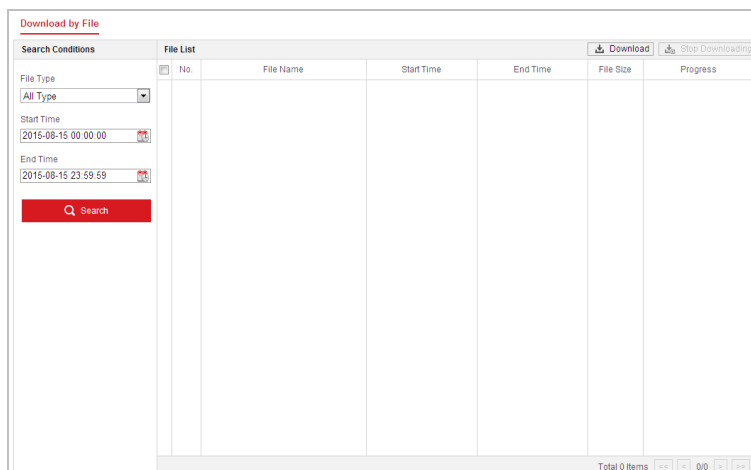 Download by File
Search Conditions
File List
Download
Stop Downloading
No.
File Name
Start Time
End Time
File Size
Progress
File Type
All Type
Start Time
2015-08-15 00:00:00
End Time
2015-08-15 23:59:59
Search
Total 0 Items << < 0/0 > >>